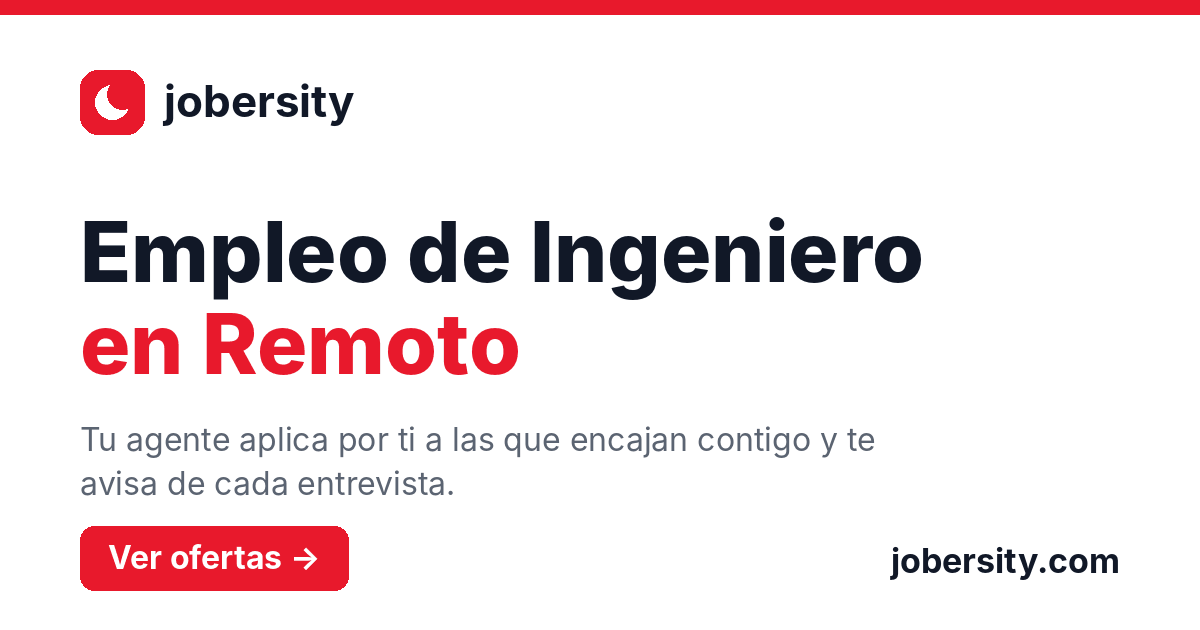 jobersity
Empleo de Ingeniero
en Remoto
Tu agente aplica por ti a las que encajan contigo y te
avisa de cada entrevista.
Ver ofertas →
jobersity.com